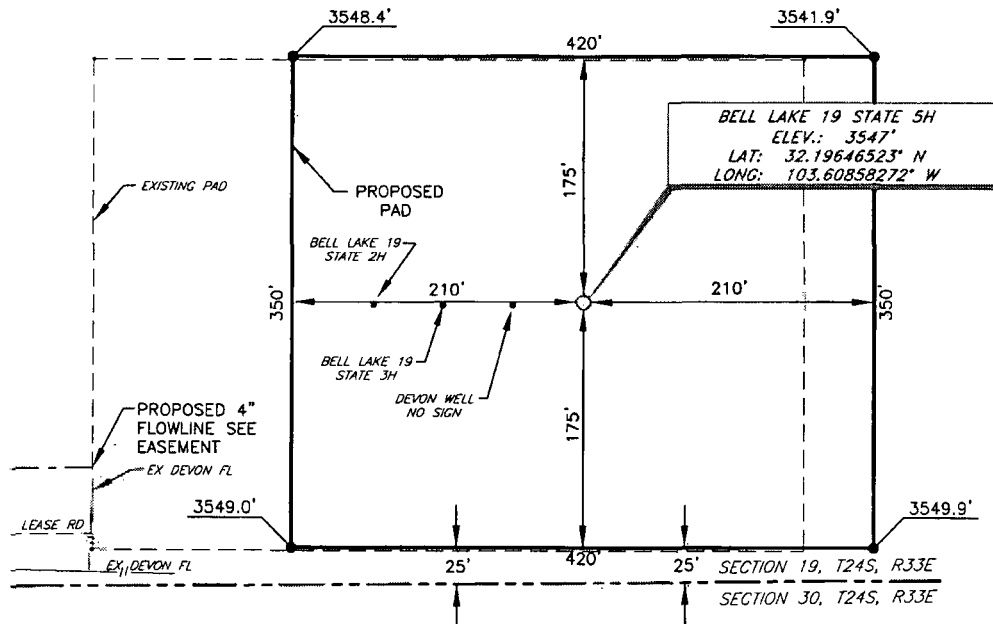 3548.4'
3541.9'
420'
BELL LAKE 19 STATE 5H
ELEV.: 3547'
LAT: 32.19646523° N
LONG: 103.60858272° W
175'
EXISTING PAD
PROPOSED
PAD
BELL LAKE 19
STATE 2H
210'
210'
350'
350'
BELL LAKE 19
STATE 3H
DEVON WELL
NO SIGN
175'
PROPOSED 4"
FLOWLINE SEE
EASEMENT
EX DEVON FL
3549.0'
3549.9'
LEASE RD
EX DEVON FL
25'
420'
25'
SECTION 19, T24S, R33E
SECTION 30, T24S, R33E